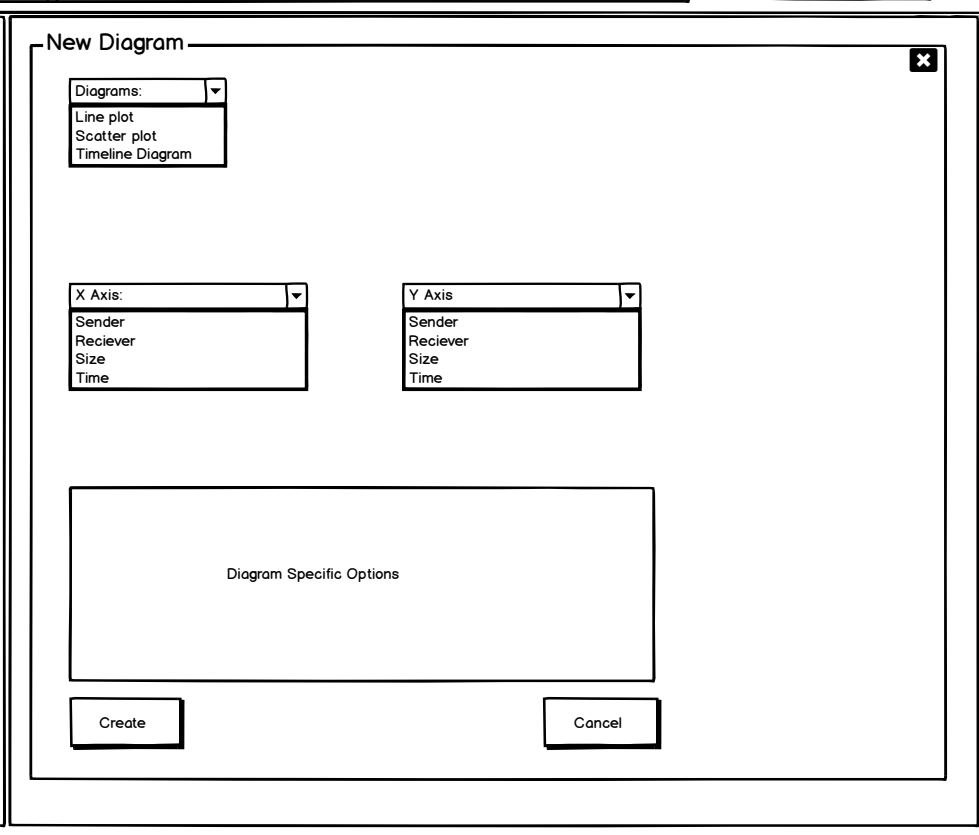 New Diagram
Diagrams:
Line plot
Scatter plot
Timeline Diagram
X Axis:
Sender
Reciever
Size
Time
Y Axis
Sender
Reciever
Size
Time
Diagram Specific Options
Create
Cancel